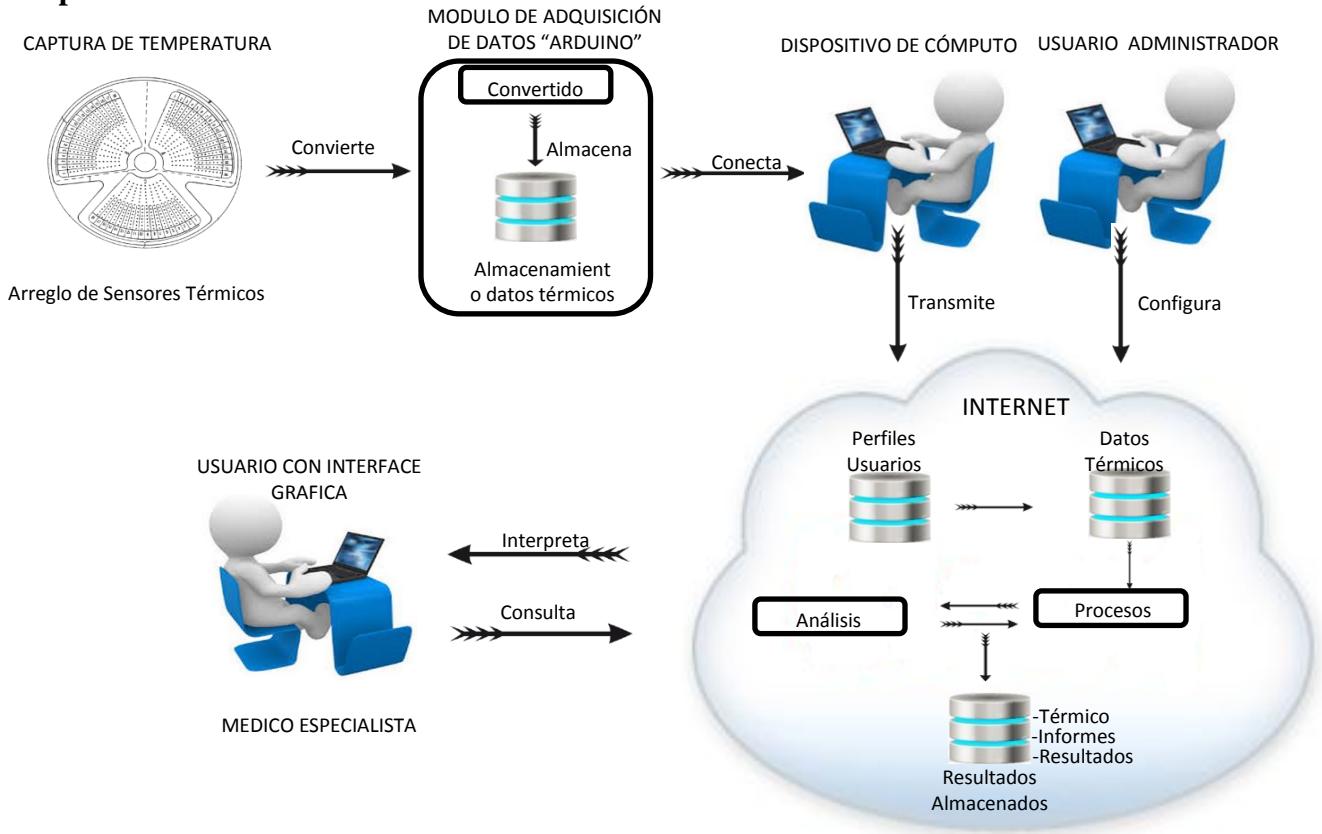 MODULO DE ADQUISICIÓN
DE DATOS “ARDUINO”
CAPTURA DE TEMPERATURA
DISPOSITIVO DE CÓMPUTO
USUARIO ADMINISTRADOR
Convertido
Convierte
Almacena
Conecta
Almacenamient
o datos térmicos
Arreglo de Sensores Térmicos
Transmite
Configura
INTERNET
Perfiles
Usuarios
Datos
Térmicos
USUARIO CON INTERFACE
GRAFICA
Interpreta
Consulta
Análisis
Procesos
MEDICO ESPECIALISTA
-Térmico
-Informes
-Resultados
Resultados
Almacenados